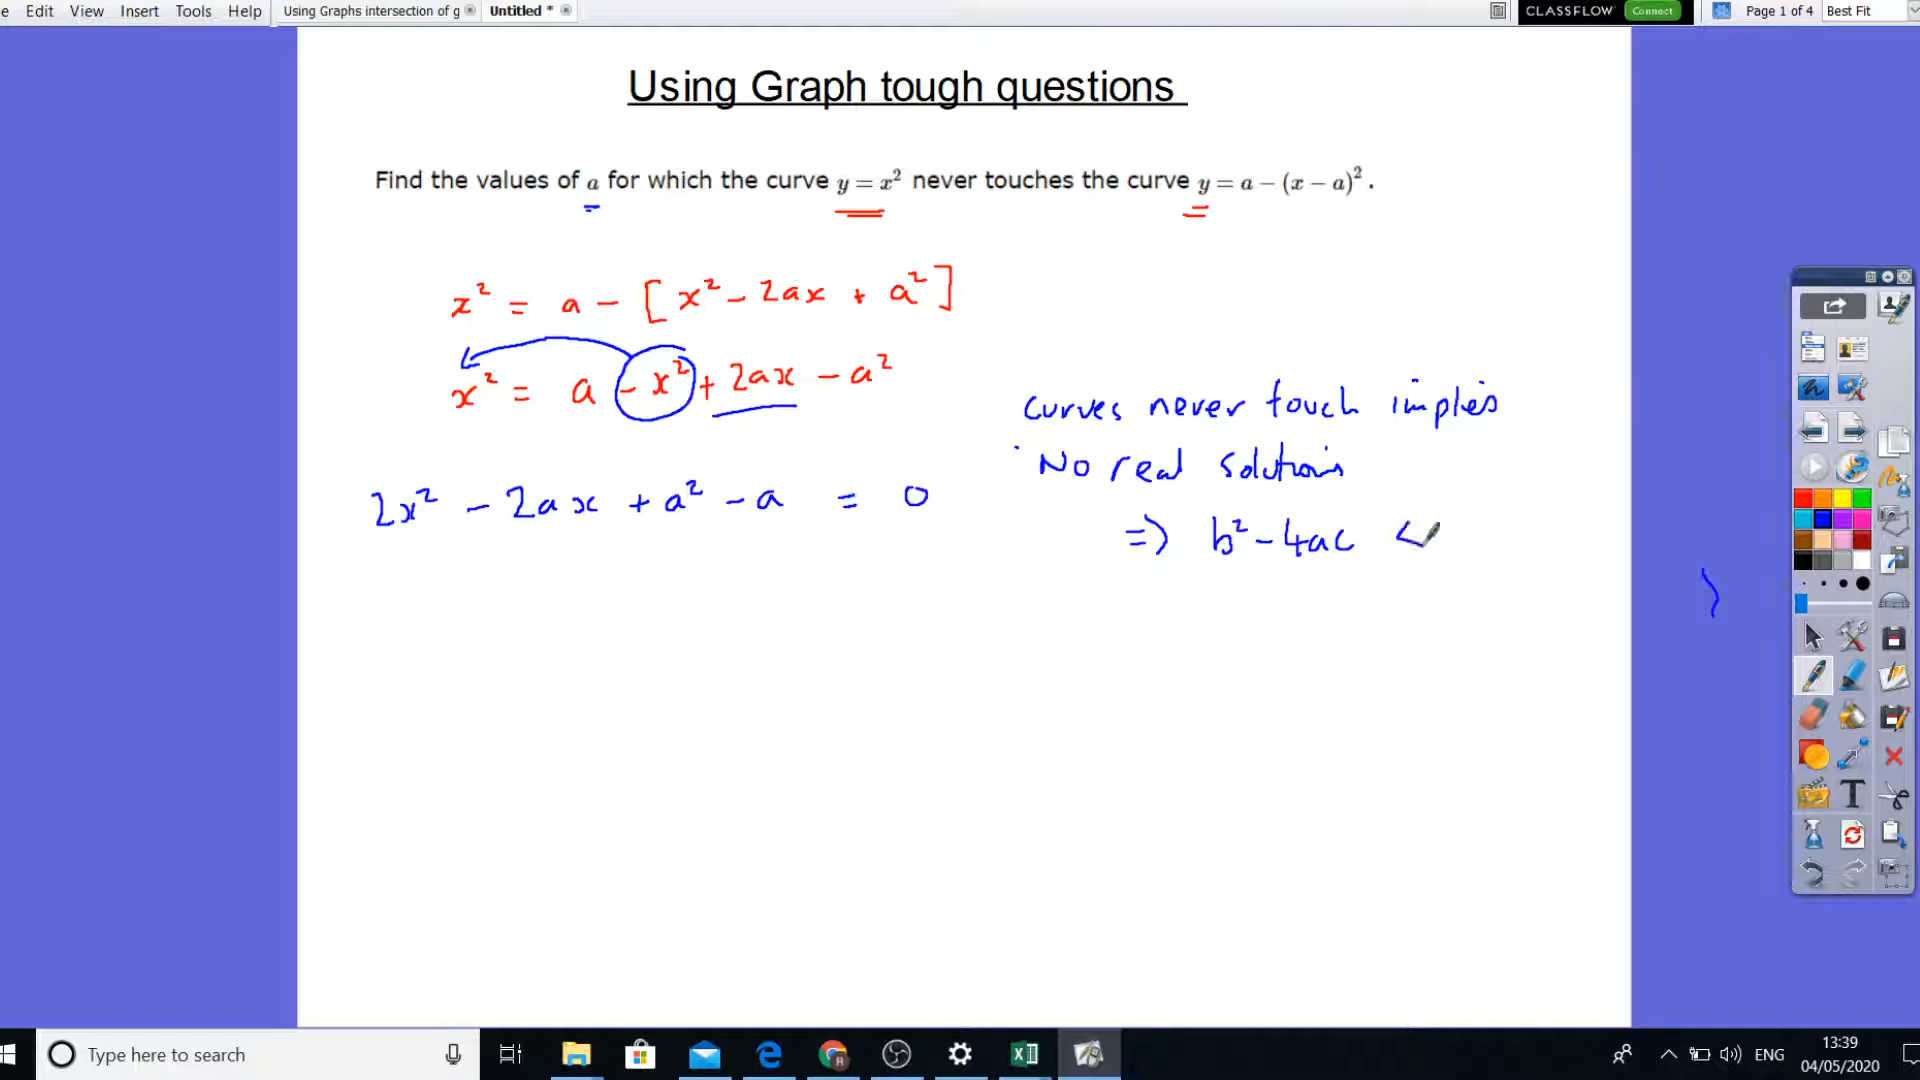 e Edit View Insert Tools Help Using Graphs intersection of g Untitled * CLASSFLOW Connect Page 1 of 4 Best Fit
Using Graph tough questions
Find the values of a for which the curve y = x² never touches the curve y = a − (x − a)².
x² = a − [x² − 2ax + a²]
x² = a − x² + 2ax − a²
curves never touch implies
No real solutions
2x² − 2ax + a² − a = 0
=> b² − 4ac <
Type here to search
ENG
13:39
04/05/2020